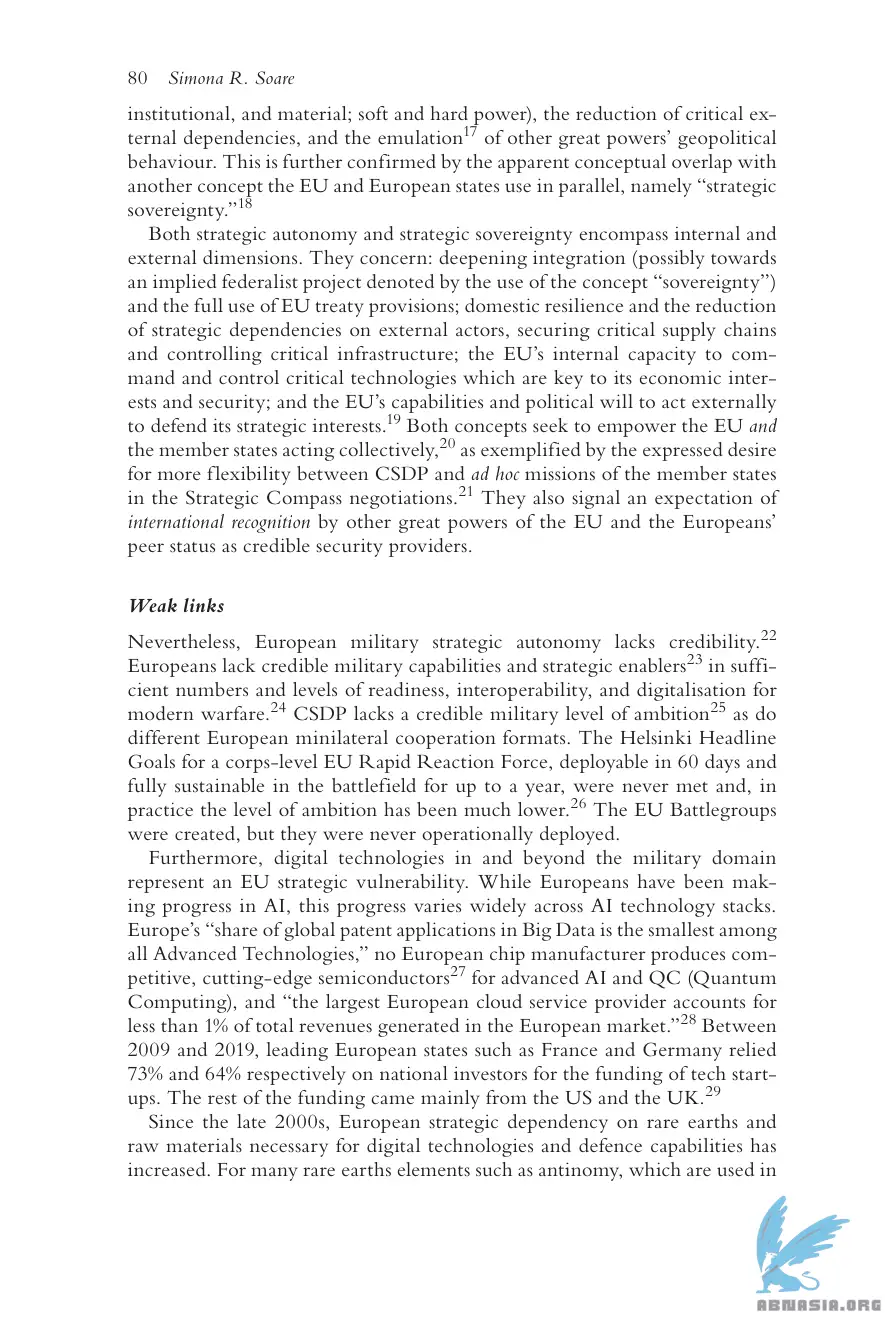 80 Simona R. Soare
institutional, and material; soft and hard power), the reduction of critical ex-
ternal dependencies, and the emulation17 of other great powers’ geopolitical
behaviour. This is further confirmed by the apparent conceptual overlap with
another concept the EU and European states use in parallel, namely “strategic
sovereignty.”18
Both strategic autonomy and strategic sovereignty encompass internal and
external dimensions. They concern: deepening integration (possibly towards
an implied federalist project denoted by the use of the concept “sovereignty”)
and the full use of EU treaty provisions; domestic resilience and the reduction
of strategic dependencies on external actors, securing critical supply chains
and controlling critical infrastructure; the EU’s internal capacity to com-
mand and control critical technologies which are key to its economic inter-
ests and security; and the EU’s capabilities and political will to act externally
to defend its strategic interests.19 Both concepts seek to empower the EU and
the member states acting collectively,20 as exemplified by the expressed desire
for more flexibility between CSDP and ad hoc missions of the member states
in the Strategic Compass negotiations.21 They also signal an expectation of
international recognition by other great powers of the EU and the Europeans’
peer status as credible security providers.
Weak links
Nevertheless, European military strategic autonomy lacks credibility.22
Europeans lack credible military capabilities and strategic enablers23 in suffi-
cient numbers and levels of readiness, interoperability, and digitalisation for
modern warfare.24 CSDP lacks a credible military level of ambition25 as do
different European minilateral cooperation formats. The Helsinki Headline
Goals for a corps-level EU Rapid Reaction Force, deployable in 60 days and
fully sustainable in the battlefield for up to a year, were never met and, in
practice the level of ambition has been much lower.26 The EU Battlegroups
were created, but they were never operationally deployed.
Furthermore, digital technologies in and beyond the military domain
represent an EU strategic vulnerability. While Europeans have been mak-
ing progress in AI, this progress varies widely across AI technology stacks.
Europe’s “share of global patent applications in Big Data is the smallest among
all Advanced Technologies,” no European chip manufacturer produces com-
petitive, cutting-edge semiconductors27 for advanced AI and QC (Quantum
Computing), and “the largest European cloud service provider accounts for
less than 1% of total revenues generated in the European market.”28 Between
2009 and 2019, leading European states such as France and Germany relied
73% and 64% respectively on national investors for the funding of tech start-
ups. The rest of the funding came mainly from the US and the UK.29
Since the late 2000s, European strategic dependency on rare earths and
raw materials necessary for digital technologies and defence capabilities has
increased. For many rare earths elements such as antinomy, which are used in
ABNASIA.ORG